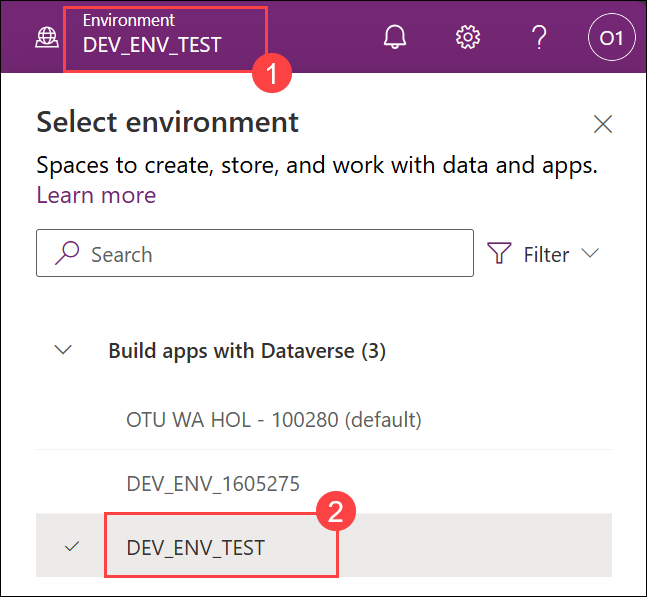 Environment
DEV_ENV_TEST
O1
1
Select environment
Spaces to create, store, and work with data and apps.
Learn more
Search
Filter
Build apps with Dataverse (3)
OTU WA HOL - 100280 (default)
DEV_ENV_1605275
2
DEV_ENV_TEST